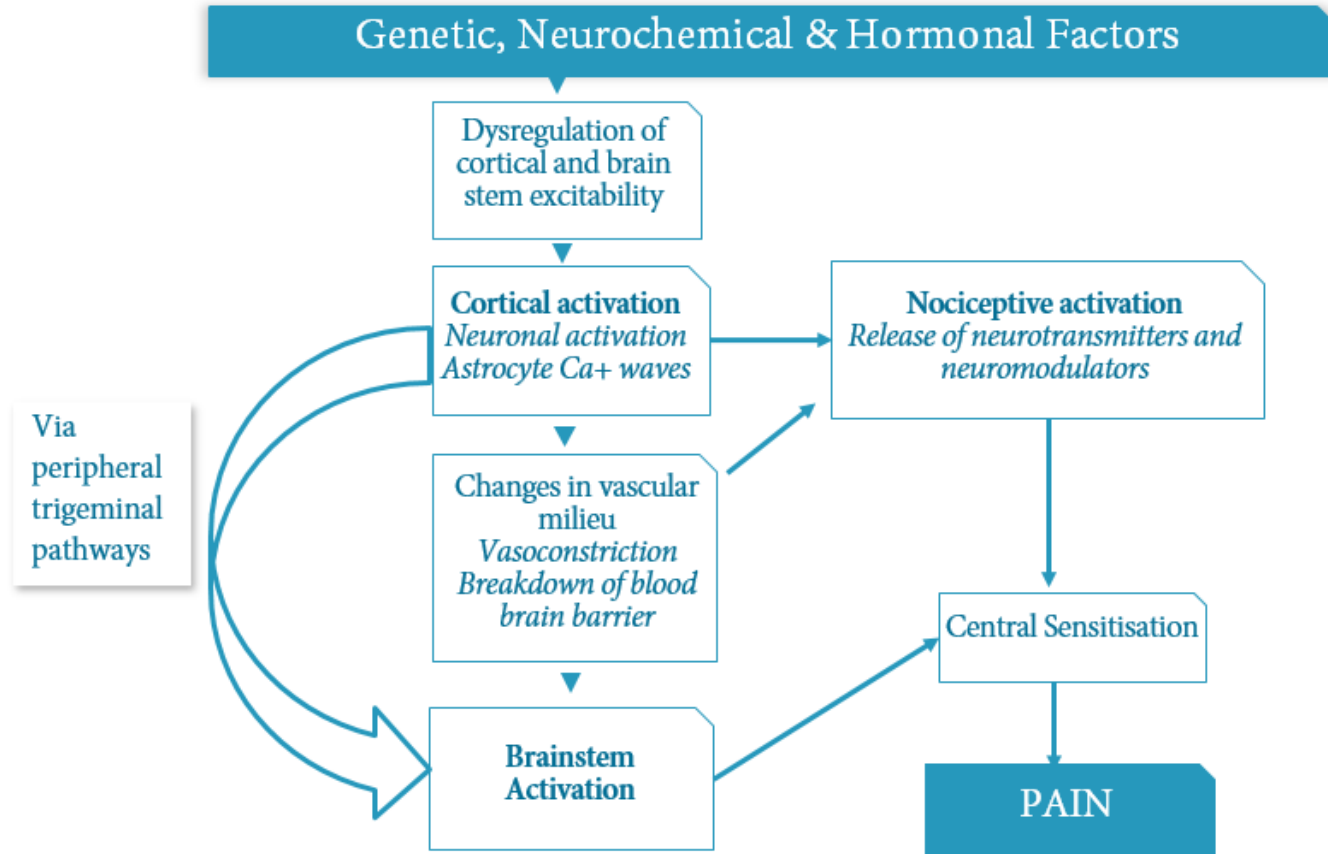 Genetic, Neurochemical & Hormonal Factors
Dysregulation of
cortical and brain
stem excitability
Cortical activation
Neuronal activation
Astrocyte Ca+ waves
Nociceptive activation
Release of neurotransmitters and
neuromodulators
Via
peripheral
trigeminal
pathways
Changes in vascular
milieu
Vasoconstriction
Breakdown of blood
brain barrier
Central Sensitisation
Brainstem
Activation
PAIN